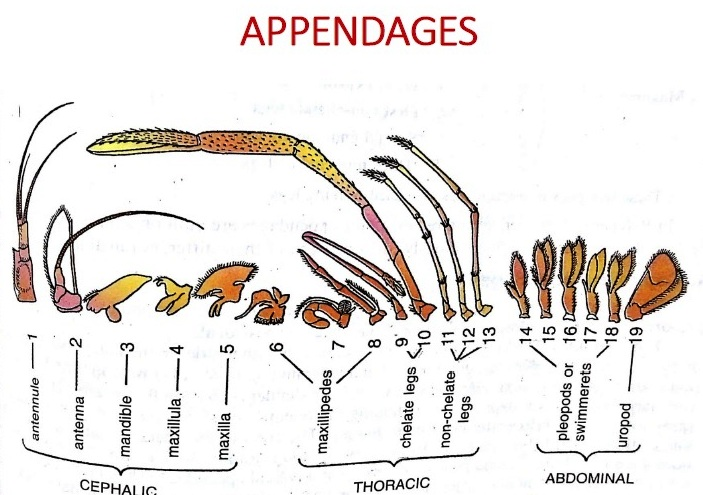 APPENDAGES
antennule — 1
antenna — 2
mandible — 3
maxillula — 4
maxilla — 5
6
maxillipedes
7
8
chelate legs
9
10
non-chelate
legs
11
12
13
14
15
16
17
18
pleopods or
swimmerets
uropod — 19
CEPHALIC
THORACIC
ABDOMINAL